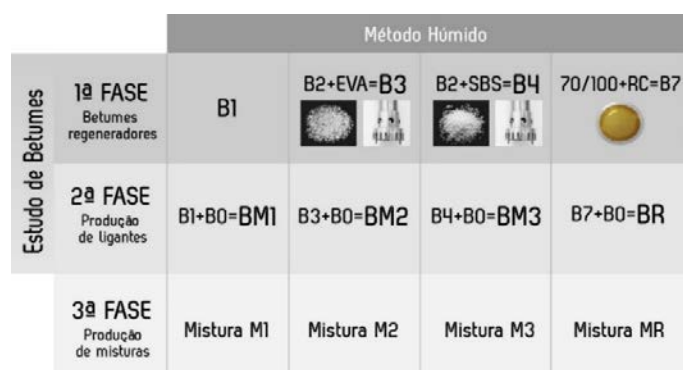 Método Húmido
Estudo de Betumes
1ª FASE
Betumes
regeneradores
B1
B2+EVA=B3
B2+SBS=B4
70/100+RC=B7
2ª FASE
Produção
de ligantes
B1+B0=BM1
B3+B0=BM2
B4+B0=BM3
B7+B0=BR
3ª FASE
Produção
de misturas
Mistura M1
Mistura M2
Mistura M3
Mistura MR